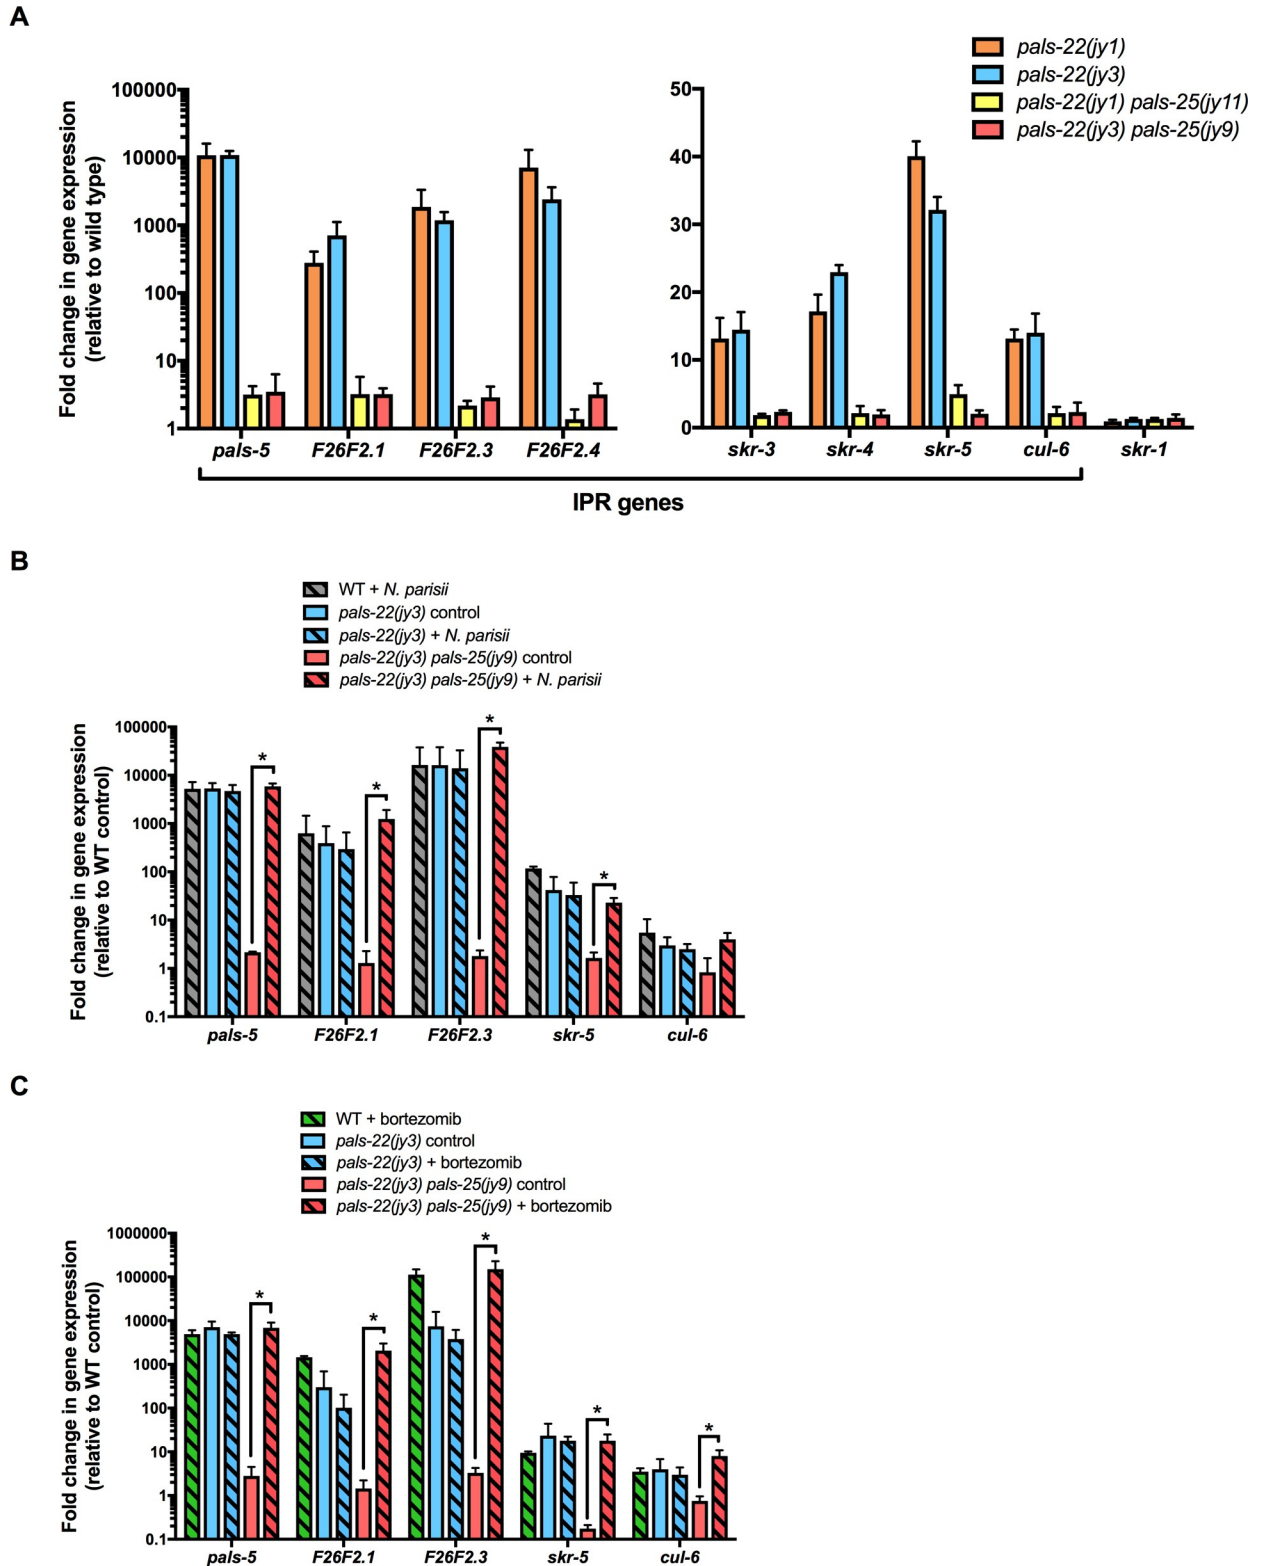 A
pals-22(jy1)
pals-22(jy3)
pals-22(jy1) pals-25(jy11)
pals-22(jy3) pals-25(jy9)
Fold change in gene expression
(relative to wild type)
100000
10000
1000
100
10
1
pals-5 F26F2.1 F26F2.3 F26F2.4
50
40
30
20
10
0
skr-3 skr-4 skr-5 cul-6 skr-1
IPR genes
B
WT + N. parisii
pals-22(jy3) control
pals-22(jy3) + N. parisii
pals-22(jy3) pals-25(jy9) control
pals-22(jy3) pals-25(jy9) + N. parisii
Fold change in gene expression
(relative to WT control)
100000
10000
1000
100
10
1
0.1
* * * *
pals-5 F26F2.1 F26F2.3 skr-5 cul-6
C
WT + bortezomib
pals-22(jy3) control
pals-22(jy3) + bortezomib
pals-22(jy3) pals-25(jy9) control
pals-22(jy3) pals-25(jy9) + bortezomib
Fold change in gene expression
(relative to WT control)
1000000
100000
10000
1000
100
10
1
0.1
* * * * *
pals-5 F26F2.1 F26F2.3 skr-5 cul-6